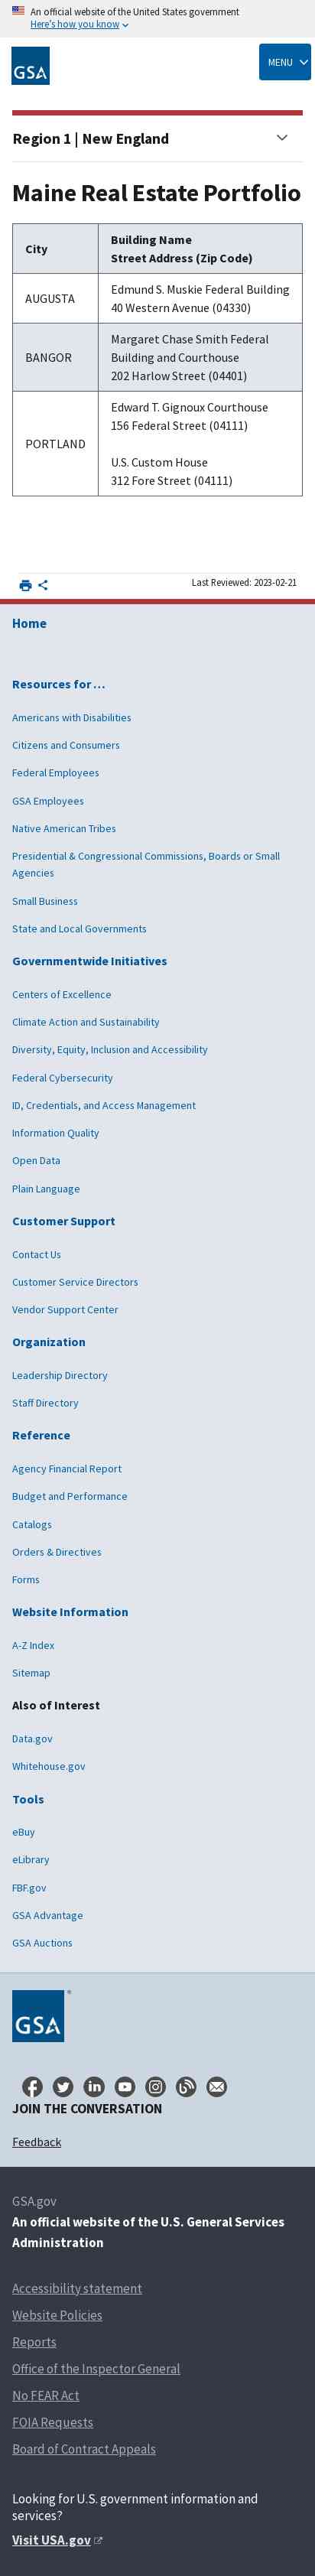 An official website of the United States government
Here's how you know
GSA
MENU
Region 1 | New England
Maine Real Estate Portfolio
City
Building Name
Street Address (Zip Code)
AUGUSTA
Edmund S. Muskie Federal Building
40 Western Avenue (04330)
BANGOR
Margaret Chase Smith Federal
Building and Courthouse
202 Harlow Street (04401)
PORTLAND
Edward T. Gignoux Courthouse
156 Federal Street (04111)
U.S. Custom House
312 Fore Street (04111)
Last Reviewed: 2023-02-21
Home
Resources for …
Americans with Disabilities
Citizens and Consumers
Federal Employees
GSA Employees
Native American Tribes
Presidential & Congressional Commissions, Boards or Small
Agencies
Small Business
State and Local Governments
Governmentwide Initiatives
Centers of Excellence
Climate Action and Sustainability
Diversity, Equity, Inclusion and Accessibility
Federal Cybersecurity
ID, Credentials, and Access Management
Information Quality
Open Data
Plain Language
Customer Support
Contact Us
Customer Service Directors
Vendor Support Center
Organization
Leadership Directory
Staff Directory
Reference
Agency Financial Report
Budget and Performance
Catalogs
Orders & Directives
Forms
Website Information
A-Z Index
Sitemap
Also of Interest
Data.gov
Whitehouse.gov
Tools
eBuy
eLibrary
FBF.gov
GSA Advantage
GSA Auctions
GSA ®
JOIN THE CONVERSATION
Feedback
GSA.gov
An official website of the U.S. General Services
Administration
Accessibility statement
Website Policies
Reports
Office of the Inspector General
No FEAR Act
FOIA Requests
Board of Contract Appeals
Looking for U.S. government information and
services?
Visit USA.gov